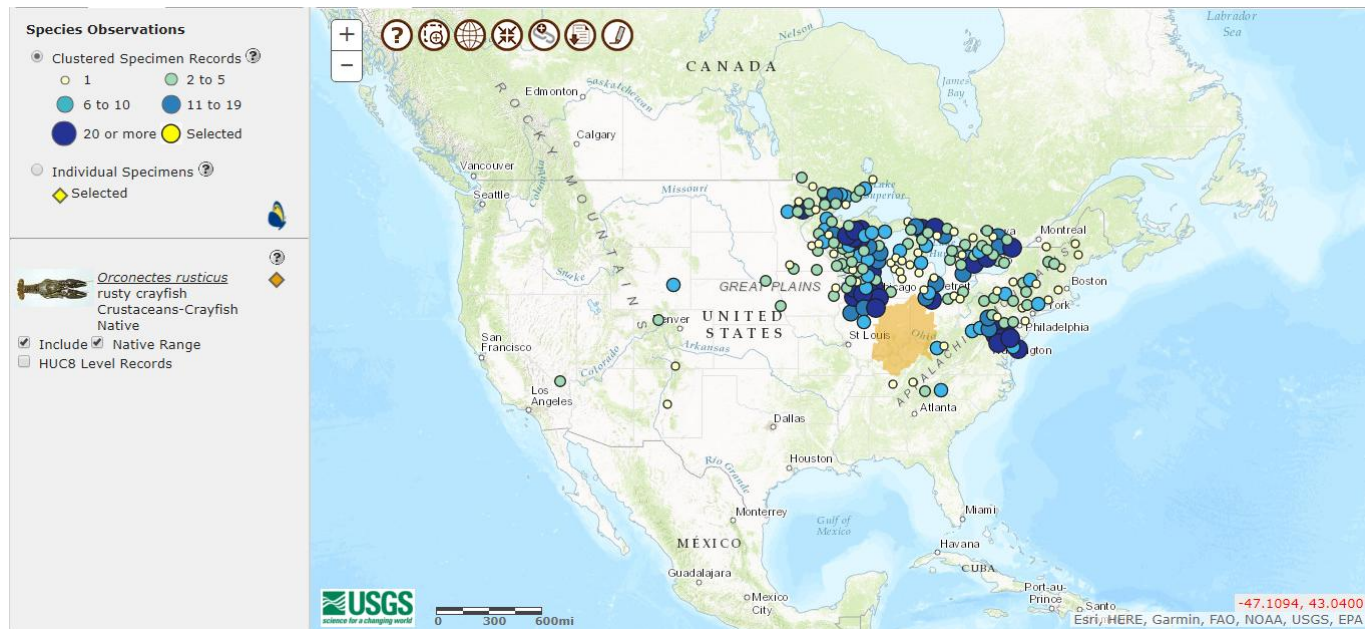 Species Observations
Clustered Specimen Records ?
1 2 to 5
6 to 10 11 to 19
20 or more Selected
Individual Specimens ?
Selected
?
Orconectes rusticus
rusty crayfish
Crustaceans-Crayfish
Native
Include Native Range
HUC8 Level Records
+
−
?
Labrador
Sea
Nelson
CANADA
James
Bay
Edmonton
Saskatchewan
ROCKY MOUNTAINS
Calgary
Vancouver
Columbia
Seattle
Missouri
Lake
Superior
Montreal
Snake
GREAT PLAINS
Boston
York
UNITED
STATES
Philadelphia
Denver
St Louis
Ohio
San
Francisco
Colorado
Arkansas
Los
Angeles
Atlanta
Dallas
Houston
Rio Grande
Monterrey
Gulf of
Mexico
Miami
MÉXICO
Havana
CUBA
Guadalajara
Mexico
City
Port-au-
Prince
Santo
USGS
science for a changing world
0 300 600mi
-47.1094, 43.0400
Esri, HERE, Garmin, FAO, NOAA, USGS, EPA